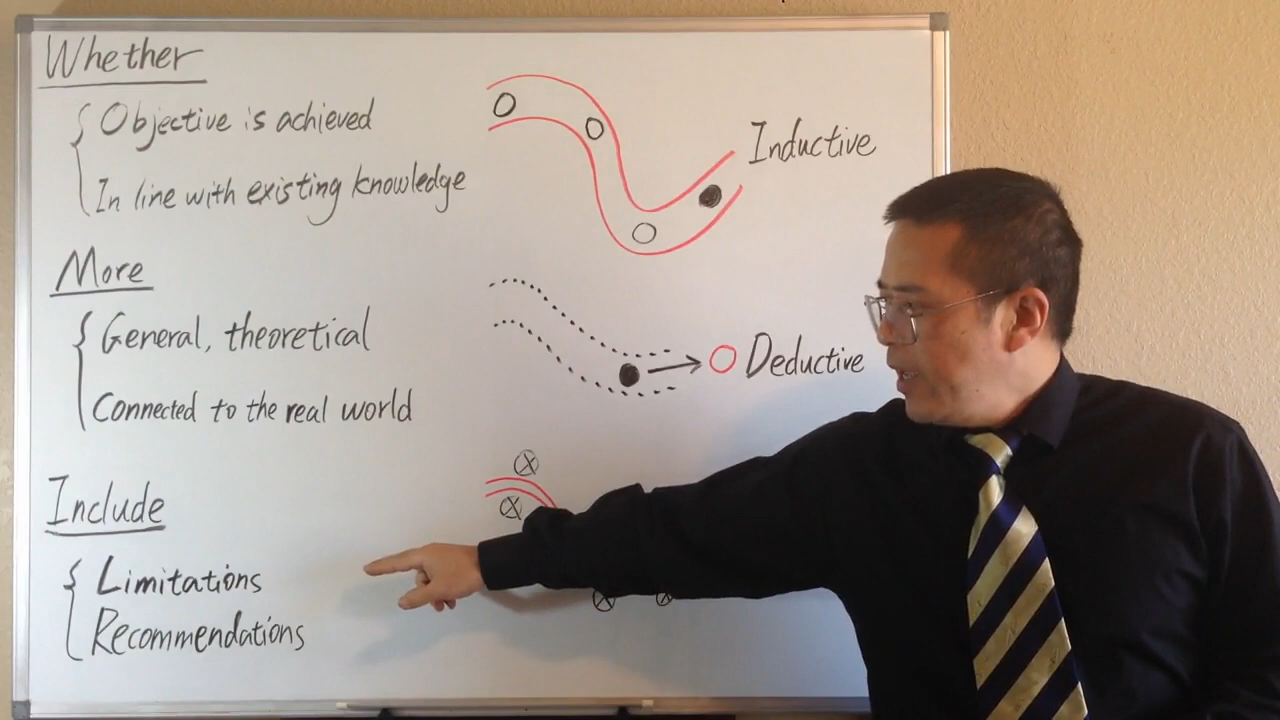 Whether
Objective is achieved
In line with existing knowledge
More
General, theoretical
Connected to the real world
Include
Limitations
Recommendations
Inductive
Deductive